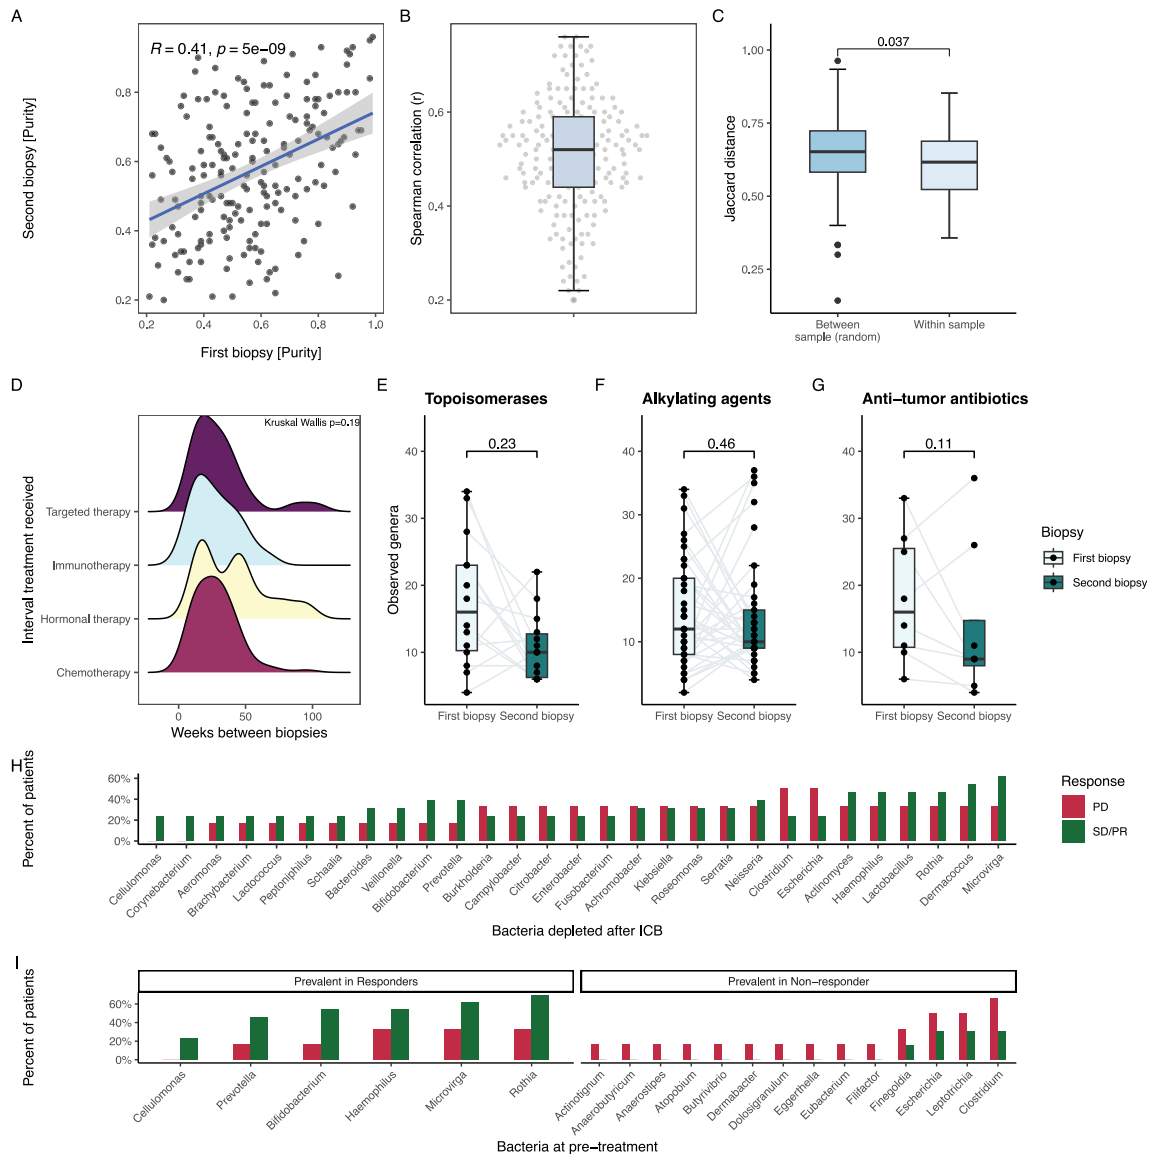 A
R = 0.41, p = 5e−09
Second biopsy [Purity]
0.8
0.6
0.4
0.2
0.2 0.4 0.6 0.8 1.0
First biopsy [Purity]
B
Spearman correlation (r)
0.6
0.4
0.2
C
0.037
Jaccard distance
1.00
0.75
0.50
0.25
Between
sample (random)
Within sample
D
Kruskal Wallis p=0.19
Interval treatment received
Targeted therapy
Immunotherapy
Hormonal therapy
Chemotherapy
0 50 100
Weeks between biopsies
E
Topoisomerases
0.23
Observed genera
40
30
20
10
First biopsy Second biopsy
F
Alkylating agents
0.46
40
30
20
10
First biopsy Second biopsy
G
Anti−tumor antibiotics
0.11
40
30
20
10
First biopsy Second biopsy
Biopsy
First biopsy
Second biopsy
H
Percent of patients
60%
40%
20%
0%
Cellulomonas
Corynebacterium
Aeromonas
Brachybacterium
Lactococcus
Peptoniphilus
Schaalia
Bacteroides
Veillonella
Bifidobacterium
Prevotella
Burkholderia
Campylobacter
Citrobacter
Enterobacter
Fusobacterium
Achromobacter
Klebsiella
Roseomonas
Serratia
Neisseria
Clostridium
Escherichia
Actinomyces
Haemophilus
Lactobacillus
Rothia
Dermacoccus
Microvirga
Bacteria depleted after ICB
Response
PD
SD/PR
I
Percent of patients
Prevalent in Responders
Prevalent in Non−responder
60%
40%
20%
0%
Cellulomonas
Prevotella
Bifidobacterium
Haemophilus
Microvirga
Rothia
Actinotignum
Anaerobutyricum
Anaerostipes
Atopobium
Butyrivibrio
Dermabacter
Dolosigranulum
Eggerthella
Eubacterium
Filifactor
Finegoldia
Escherichia
Leptotrichia
Clostridium
Bacteria at pre−treatment